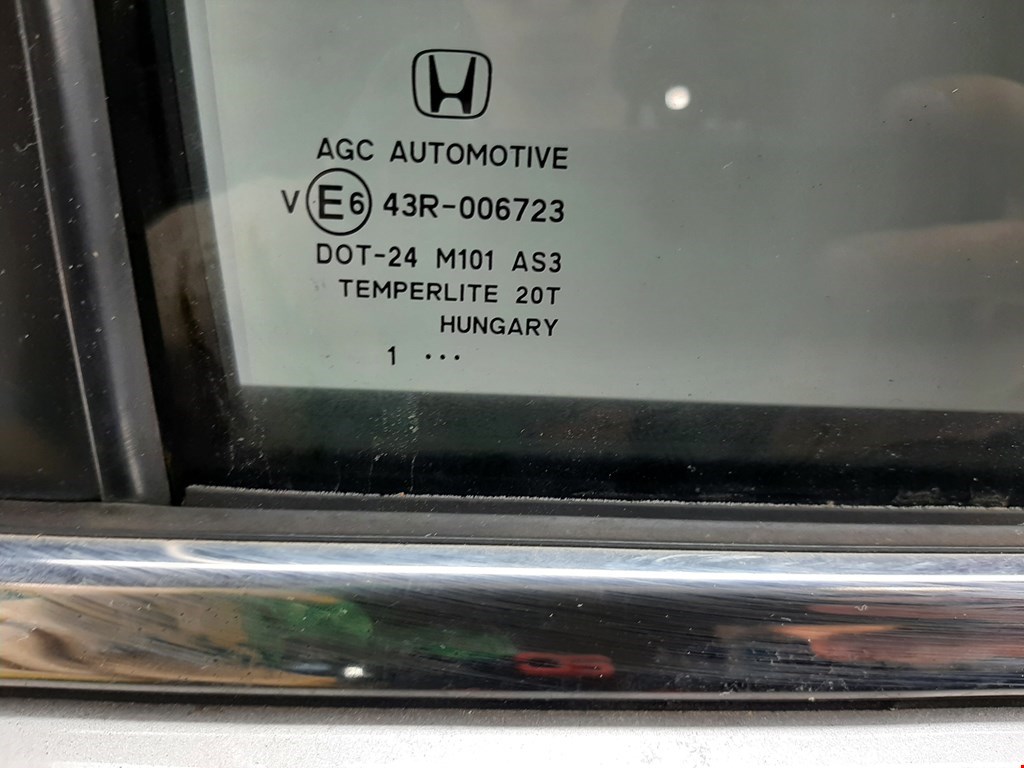 AGC AUTOMOTIVE
V E6 43R-006723
DOT-24 M101 AS3
TEMPERLITE 20T
HUNGARY
1 ...